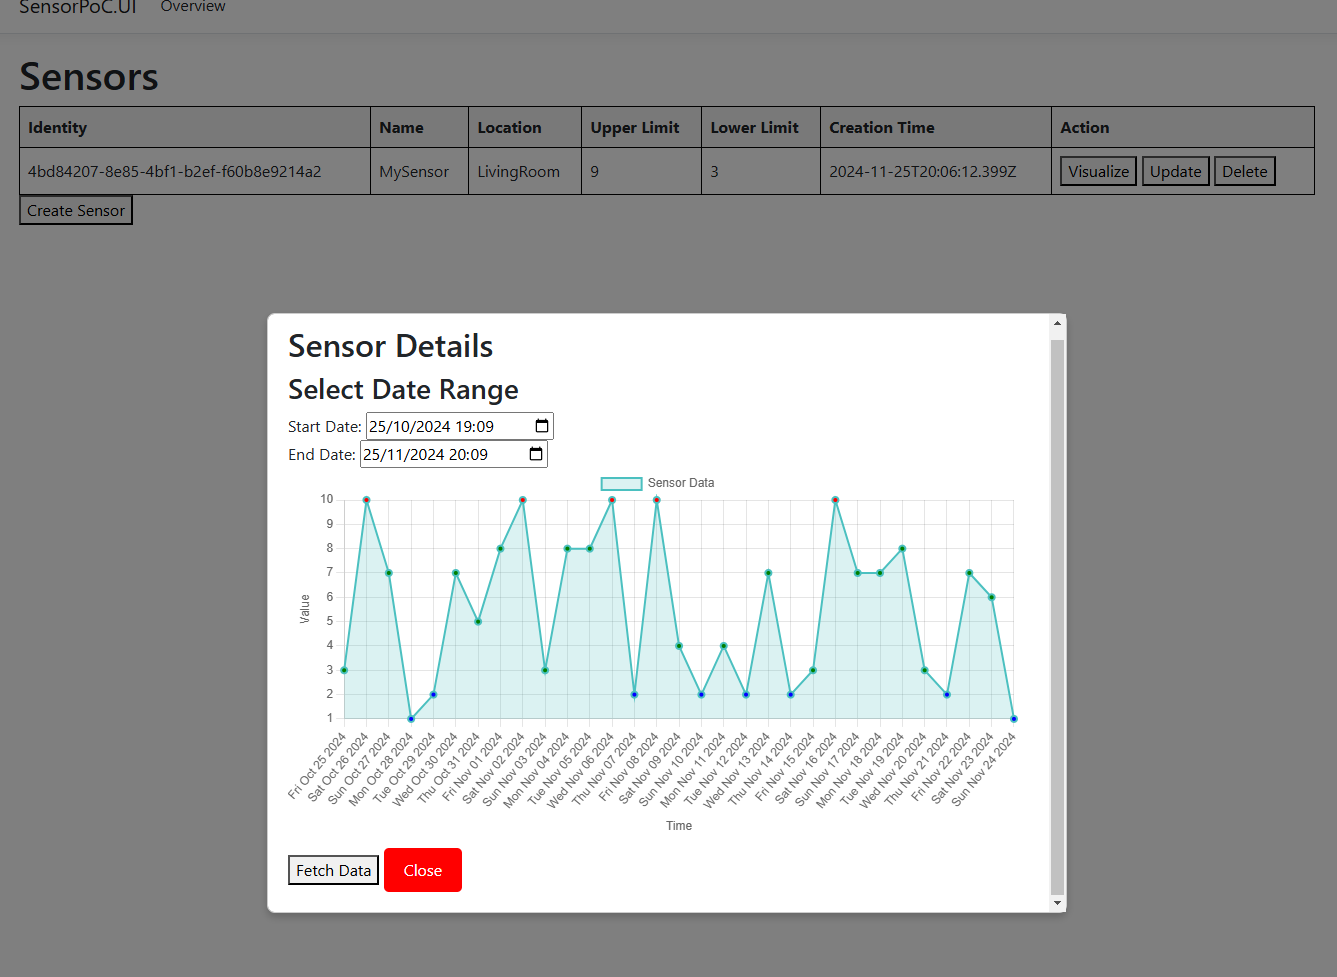 SensorPoC.UI Overview
Sensors
Identity Name Location Upper Limit Lower Limit Creation Time Action
4bd84207-8e85-4bf1-b2ef-f60b8e9214a2 MySensor LivingRoom 9 3 2024-11-25T20:06:12.399Z Visualize Update Delete
Create Sensor
Sensor Details
Select Date Range
Start Date: 25/10/2024 19:09
End Date: 25/11/2024 20:09
Sensor Data
10
9
8
7
6
5
4
3
2
1
Value
Fri Oct 25 2024
Sat Oct 26 2024
Sun Oct 27 2024
Mon Oct 28 2024
Tue Oct 29 2024
Wed Oct 30 2024
Thu Oct 31 2024
Fri Nov 01 2024
Sat Nov 02 2024
Sun Nov 03 2024
Mon Nov 04 2024
Tue Nov 05 2024
Wed Nov 06 2024
Thu Nov 07 2024
Fri Nov 08 2024
Sat Nov 09 2024
Sun Nov 10 2024
Mon Nov 11 2024
Tue Nov 12 2024
Wed Nov 13 2024
Thu Nov 14 2024
Fri Nov 15 2024
Sat Nov 16 2024
Sun Nov 17 2024
Mon Nov 18 2024
Tue Nov 19 2024
Wed Nov 20 2024
Thu Nov 21 2024
Fri Nov 22 2024
Sat Nov 23 2024
Sun Nov 24 2024
Time
Fetch Data Close